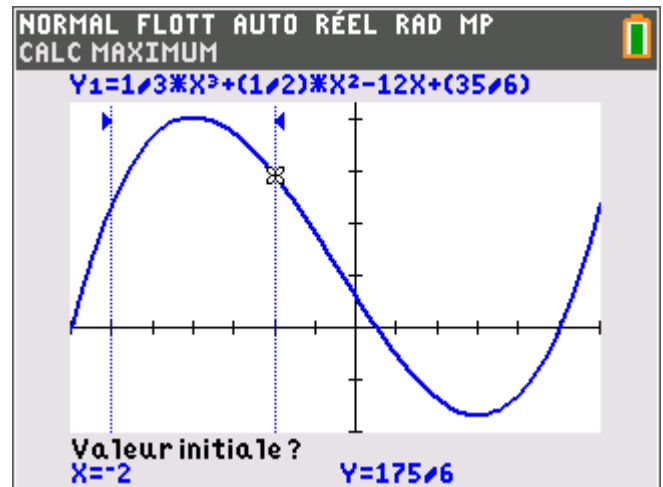 NORMAL FLOTT AUTO RÉEL RAD MP
CALC MAXIMUM
Y₁=1/3*X³+(1/2)*X²-12X+(35/6)
Valeur initiale?
X=⁻2 Y=175/6